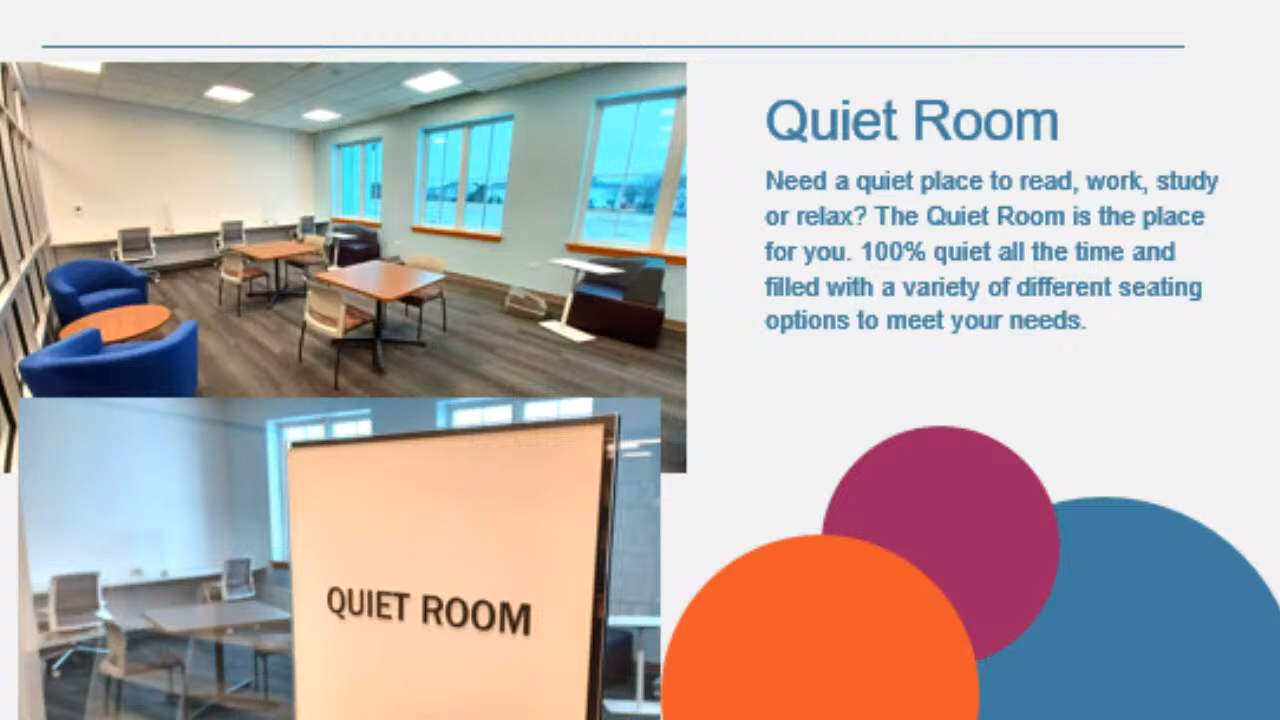 Quiet Room
Need a quiet place to read, work, study
or relax? The Quiet Room is the place
for you. 100% quiet all the time and
filled with a variety of different seating
options to meet your needs.
QUIET ROOM